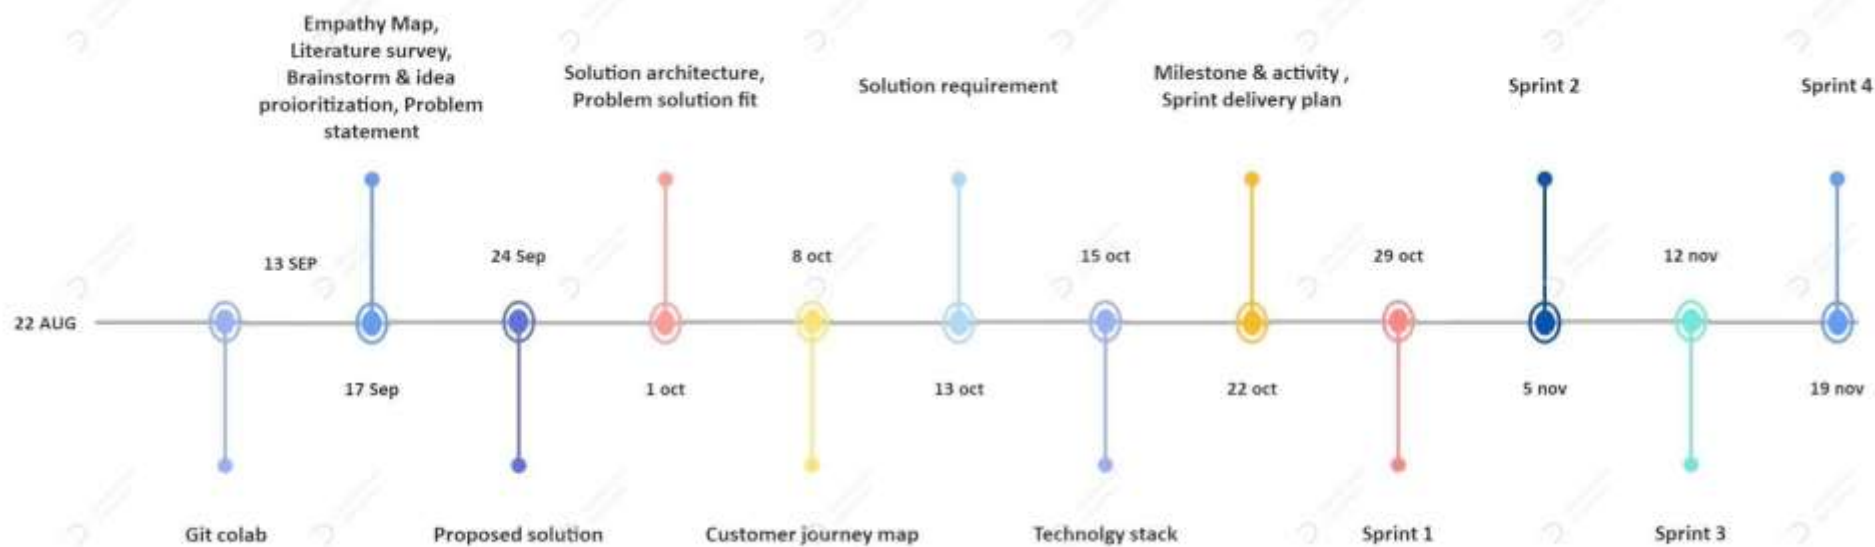 Empathy Map,
Literature survey,
Brainstorm & idea
proioritization, Problem
statement
Solution architecture,
Problem solution fit
Solution requirement
Milestone & activity ,
Sprint delivery plan
Sprint 2
Sprint 4
13 SEP
24 Sep
8 oct
15 oct
29 oct
12 nov
22 AUG
17 Sep
1 oct
13 oct
22 oct
5 nov
19 nov
Git colab
Proposed solution
Customer journey map
Technolgy stack
Sprint 1
Sprint 3